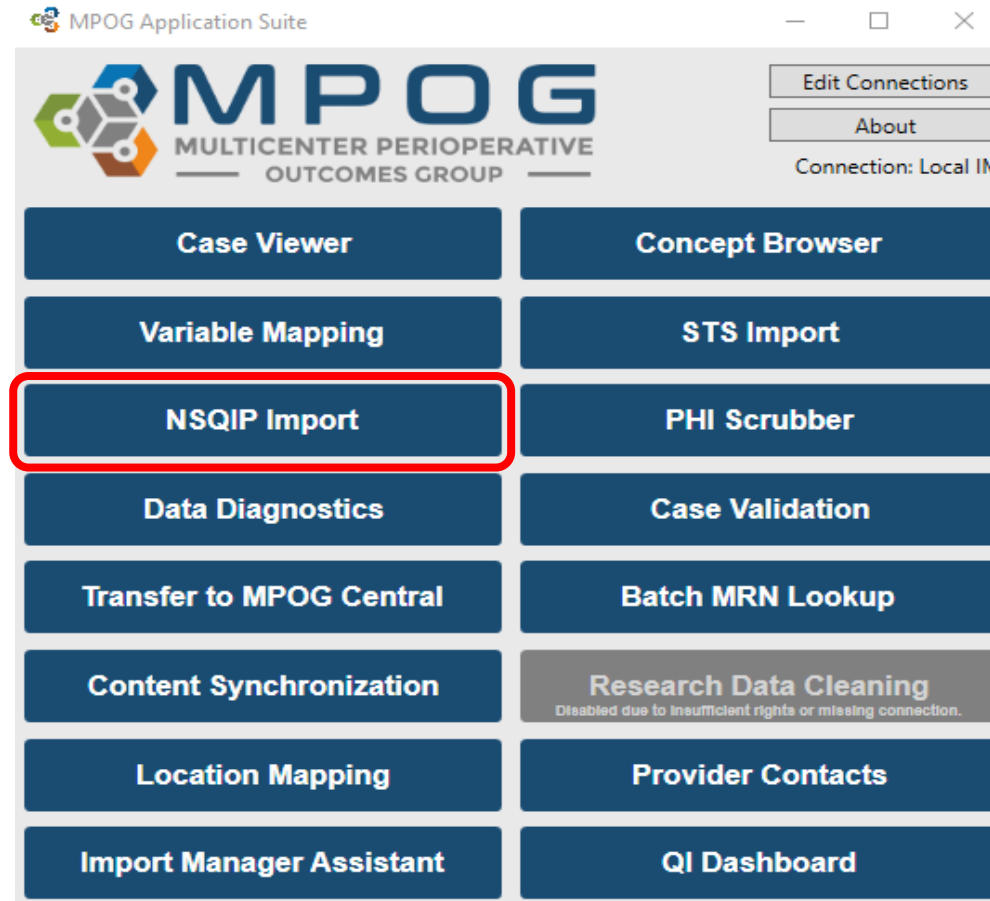 MPOG Application Suite
MPOG
MULTICENTER PERIOPERATIVE
OUTCOMES GROUP
Edit Connections
About
Connection: Local IM
Case Viewer
Concept Browser
Variable Mapping
STS Import
NSQIP Import
PHI Scrubber
Data Diagnostics
Case Validation
Transfer to MPOG Central
Batch MRN Lookup
Content Synchronization
Research Data Cleaning
Disabled due to insufficient rights or missing connection.
Location Mapping
Provider Contacts
Import Manager Assistant
QI Dashboard